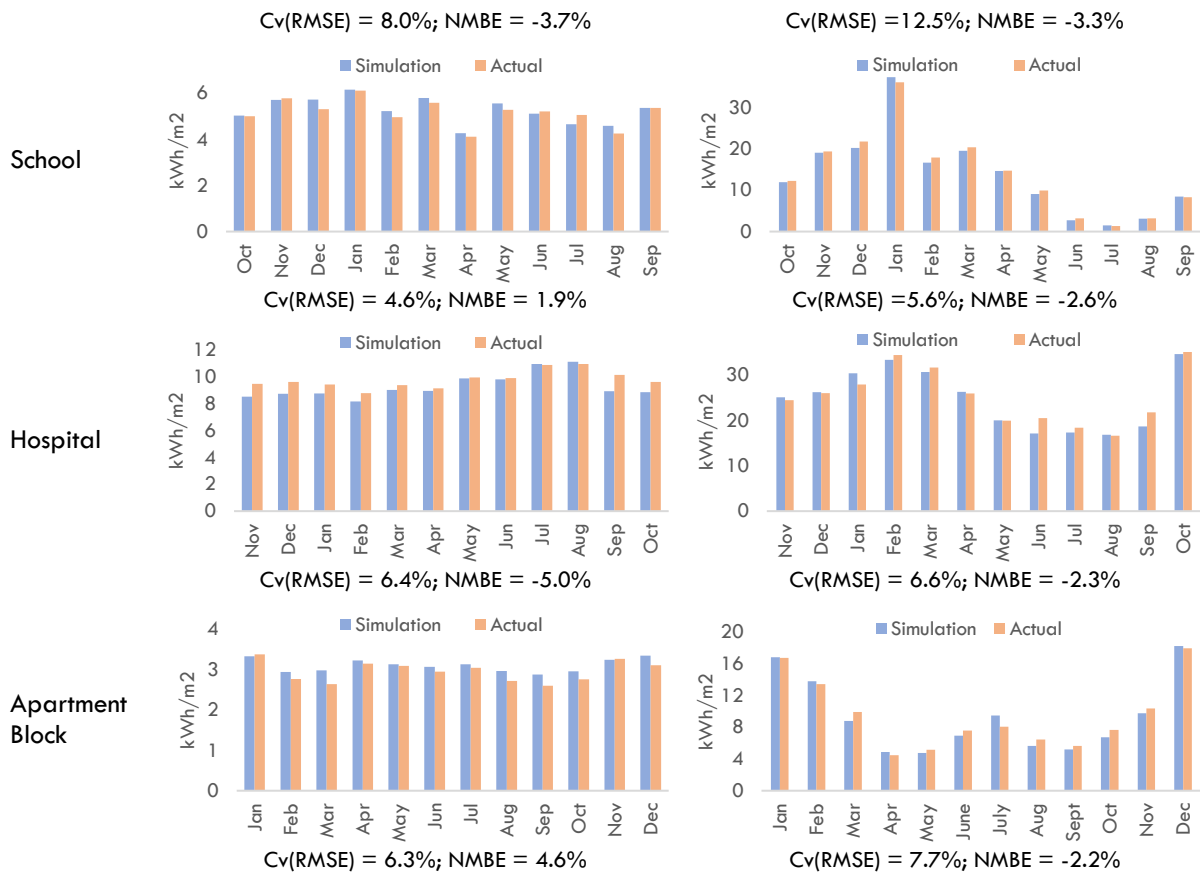 Cv(RMSE) = 8.0%; NMBE = -3.7%
Cv(RMSE) =12.5%; NMBE = -3.3%
School
Simulation Actual
kWh/m2
6
4
2
0
Oct Nov Dec Jan Feb Mar Apr May Jun Jul Aug Sep
Simulation Actual
kWh/m2
30
20
10
0
Oct Nov Dec Jan Feb Mar Apr May Jun Jul Aug Sep
Cv(RMSE) = 4.6%; NMBE = 1.9%
Cv(RMSE) =5.6%; NMBE = -2.6%
Hospital
Simulation Actual
kWh/m2
12
10
8
6
4
2
0
Nov Dec Jan Feb Mar Apr May Jun Jul Aug Sep Oct
Simulation Actual
kWh/m2
30
20
10
0
Nov Dec Jan Feb Mar Apr May Jun Jul Aug Sep Oct
Cv(RMSE) = 6.4%; NMBE = -5.0%
Cv(RMSE) = 6.6%; NMBE = -2.3%
Apartment
Block
Simulation Actual
kWh/m2
4
3
2
1
0
Jan Feb Mar Apr May Jun Jul Aug Sep Oct Nov Dec
Simulation Actual
kWh/m2
20
16
12
8
4
0
Jan Feb Mar Apr May June July Aug Sept Oct Nov Dec
Cv(RMSE) = 6.3%; NMBE = 4.6%
Cv(RMSE) = 7.7%; NMBE = -2.2%